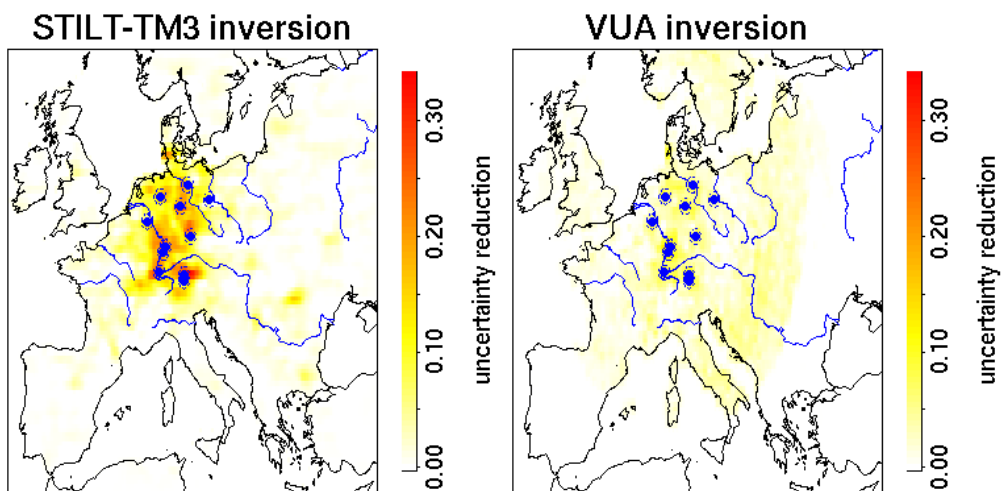 STILT-TM3 inversion
0.30
0.20
0.10
0.00
uncertainty reduction
VUA inversion
0.30
0.20
0.10
0.00
uncertainty reduction